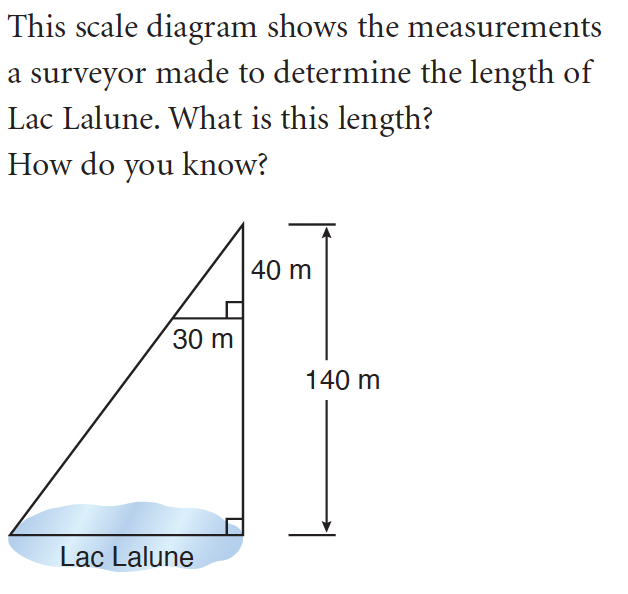 This scale diagram shows the measurements
a surveyor made to determine the length of
Lac Lalune. What is this length?
How do you know?
40 m
30 m
140 m
Lac Lalune